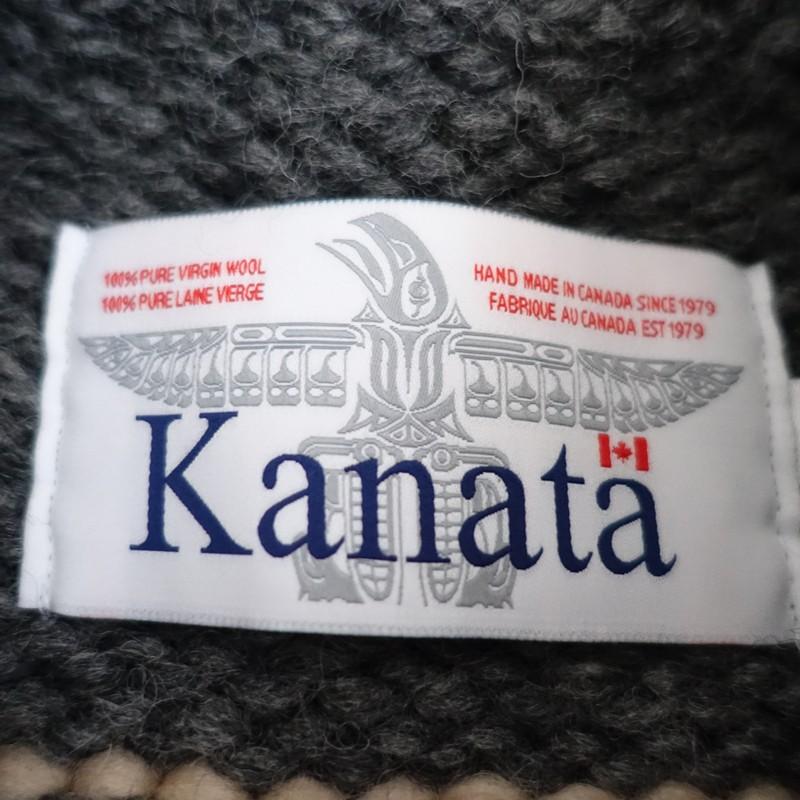 100% PURE VIRGIN WOOL
100% PURE LAINE VIERGE
HAND MADE IN CANADA SINCE 1979
FABRIQUE AU CANADA EST 1979
Kanata